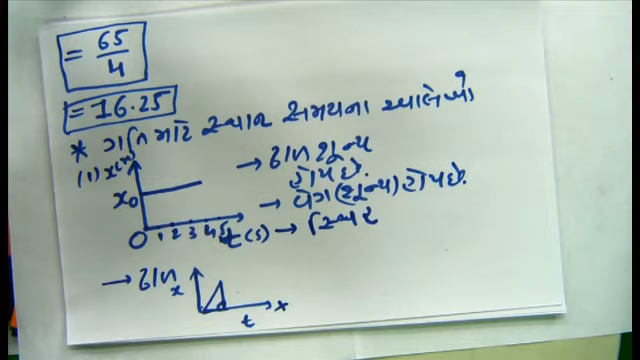 = 65/4
= 16.25
* ગતિ માટે સ્થાન સમયના આલેખો
(1) x(m)
→ ઢાળ શૂન્ય
હોય છે.
x₀
→ વેગ (શૂન્ય) હોય છે.
0 1 2 3 4 5 t(s) → સ્થિર
→ ઢાળ
x
t x